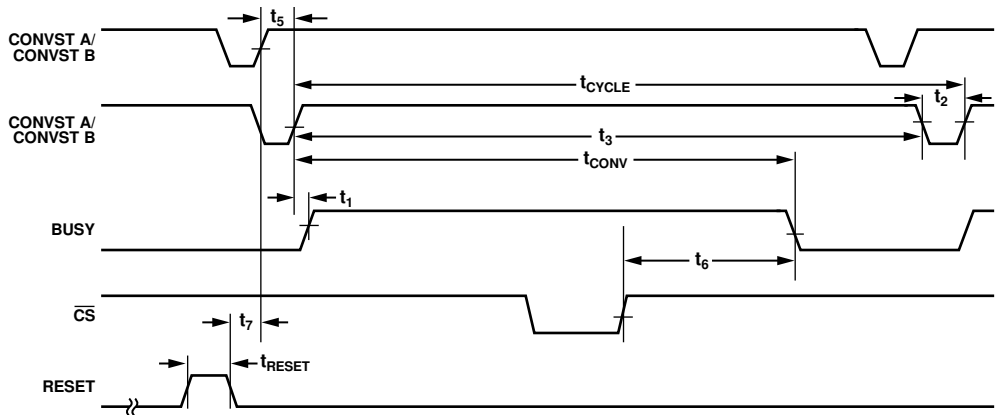 t5
CONVST A/
CONVST B
tCYCLE
t2
CONVST A/
CONVST B
t3
tCONV
t1
BUSY
t6
CS
t7
tRESET
RESET